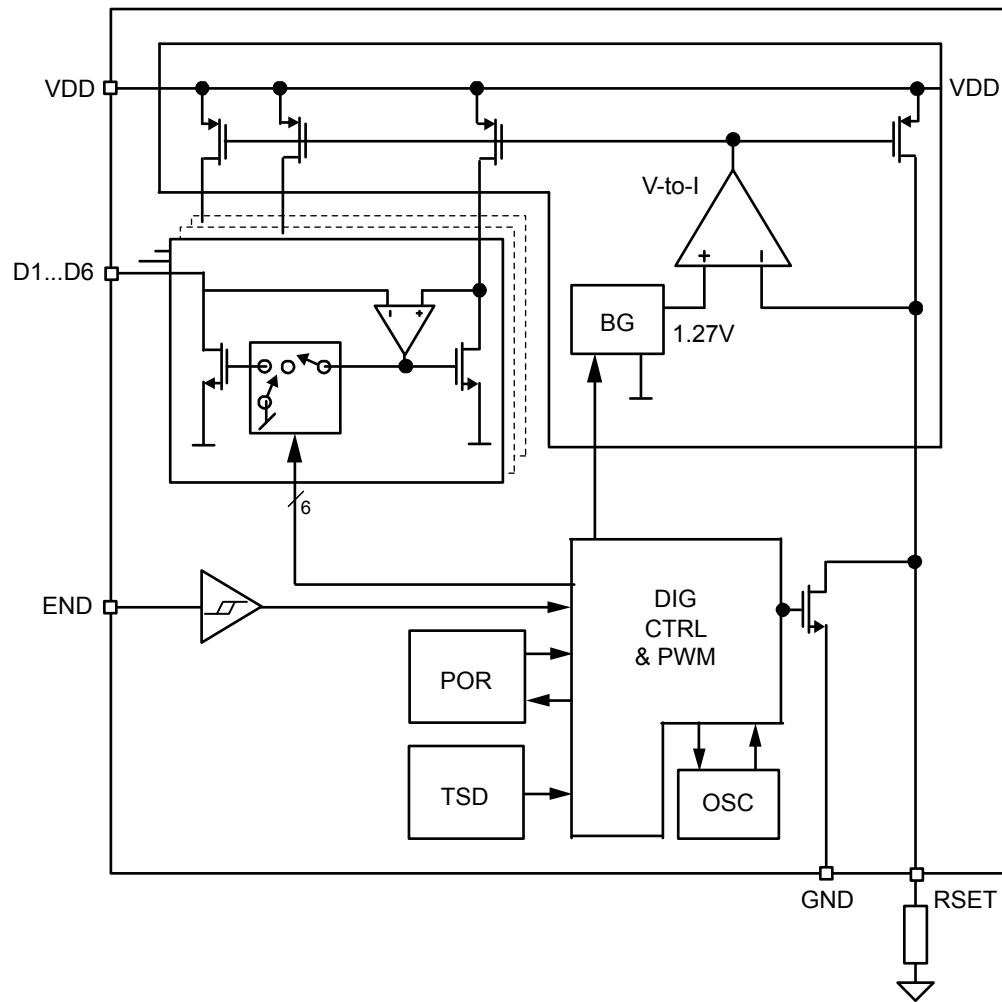 VDD
VDD
V-to-I
+
−
D1...D6
BG
1.27V
-
+
6
END
DIG
CTRL
& PWM
POR
TSD
OSC
GND
RSET